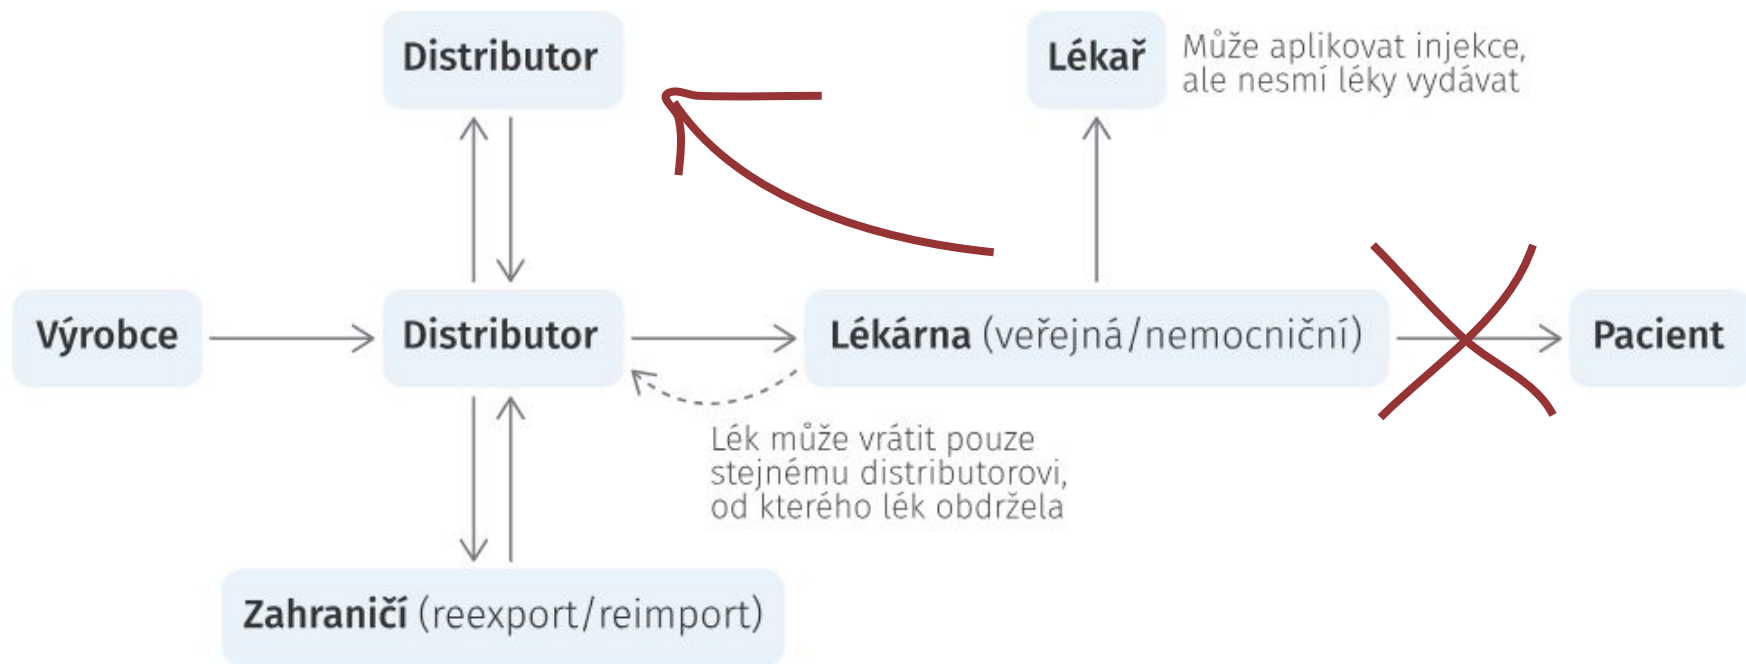 Distributor
Lékař
Může aplikovat injekce,
ale nesmí léky vydávat
Výrobce
Distributor
Lékárna (veřejná/nemocniční)
Pacient
Lék může vrátit pouze
stejnému distributorovi,
od kterého lék obdržela
Zahraničí (reexport/reimport)